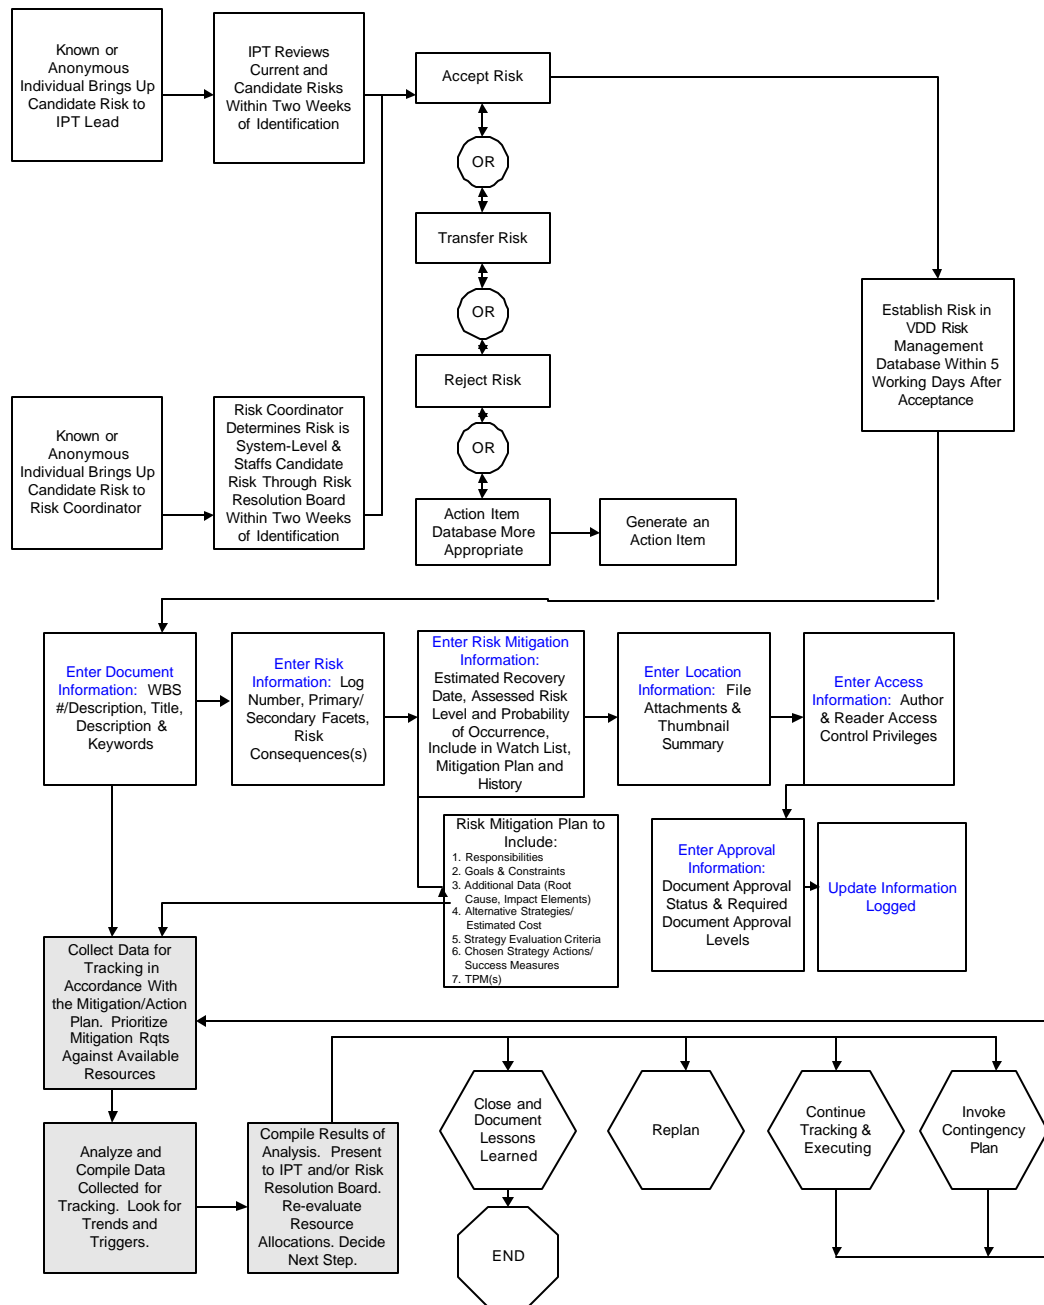 Known or
Anonymous
Individual Brings Up
Candidate Risk to
IPT Lead
IPT Reviews
Current and
Candidate Risks
Within Two Weeks
of Identification
Accept Risk
OR
Transfer Risk
OR
Reject Risk
OR
Action Item
Database More
Appropriate
Generate an
Action Item
Establish Risk in
VDD Risk
Management
Database Within 5
Working Days After
Acceptance
Known or
Anonymous
Individual Brings Up
Candidate Risk to
Risk Coordinator
Risk Coordinator
Determines Risk is
System-Level &
Staffs Candidate
Risk Through Risk
Resolution Board
Within Two Weeks
of Identification
Enter Document
Information: WBS
#/Description, Title,
Description &
Keywords
Enter Risk
Information: Log
Number, Primary/
Secondary Facets,
Risk
Consequences(s)
Enter Risk Mitigation
Information:
Estimated Recovery
Date, Assessed Risk
Level and Probability
of Occurrence,
Include in Watch List,
Mitigation Plan and
History
Enter Location
Information: File
Attachments &
Thumbnail
Summary
Enter Access
Information: Author
& Reader Access
Control Privileges
Risk Mitigation Plan to
Include:
1. Responsibilities
2. Goals & Constraints
3. Additional Data (Root
Cause, Impact Elements)
4. Alternative Strategies/
Estimated Cost
5. Strategy Evaluation Criteria
6. Chosen Strategy Actions/
Success Measures
7. TPM(s)
Enter Approval
Information:
Document Approval
Status & Required
Document Approval
Levels
Update Information
Logged
Collect Data for
Tracking in
Accordance With
the Mitigation/Action
Plan. Prioritize
Mitigation Rqts
Against Available
Resources
Analyze and
Compile Data
Collected for
Tracking. Look for
Trends and
Triggers.
Compile Results of
Analysis. Present
to IPT and/or Risk
Resolution Board.
Re-evaluate
Resource
Allocations. Decide
Next Step.
Close and
Document
Lessons
Learned
Replan
Continue
Tracking &
Executing
Invoke
Contingency
Plan
END